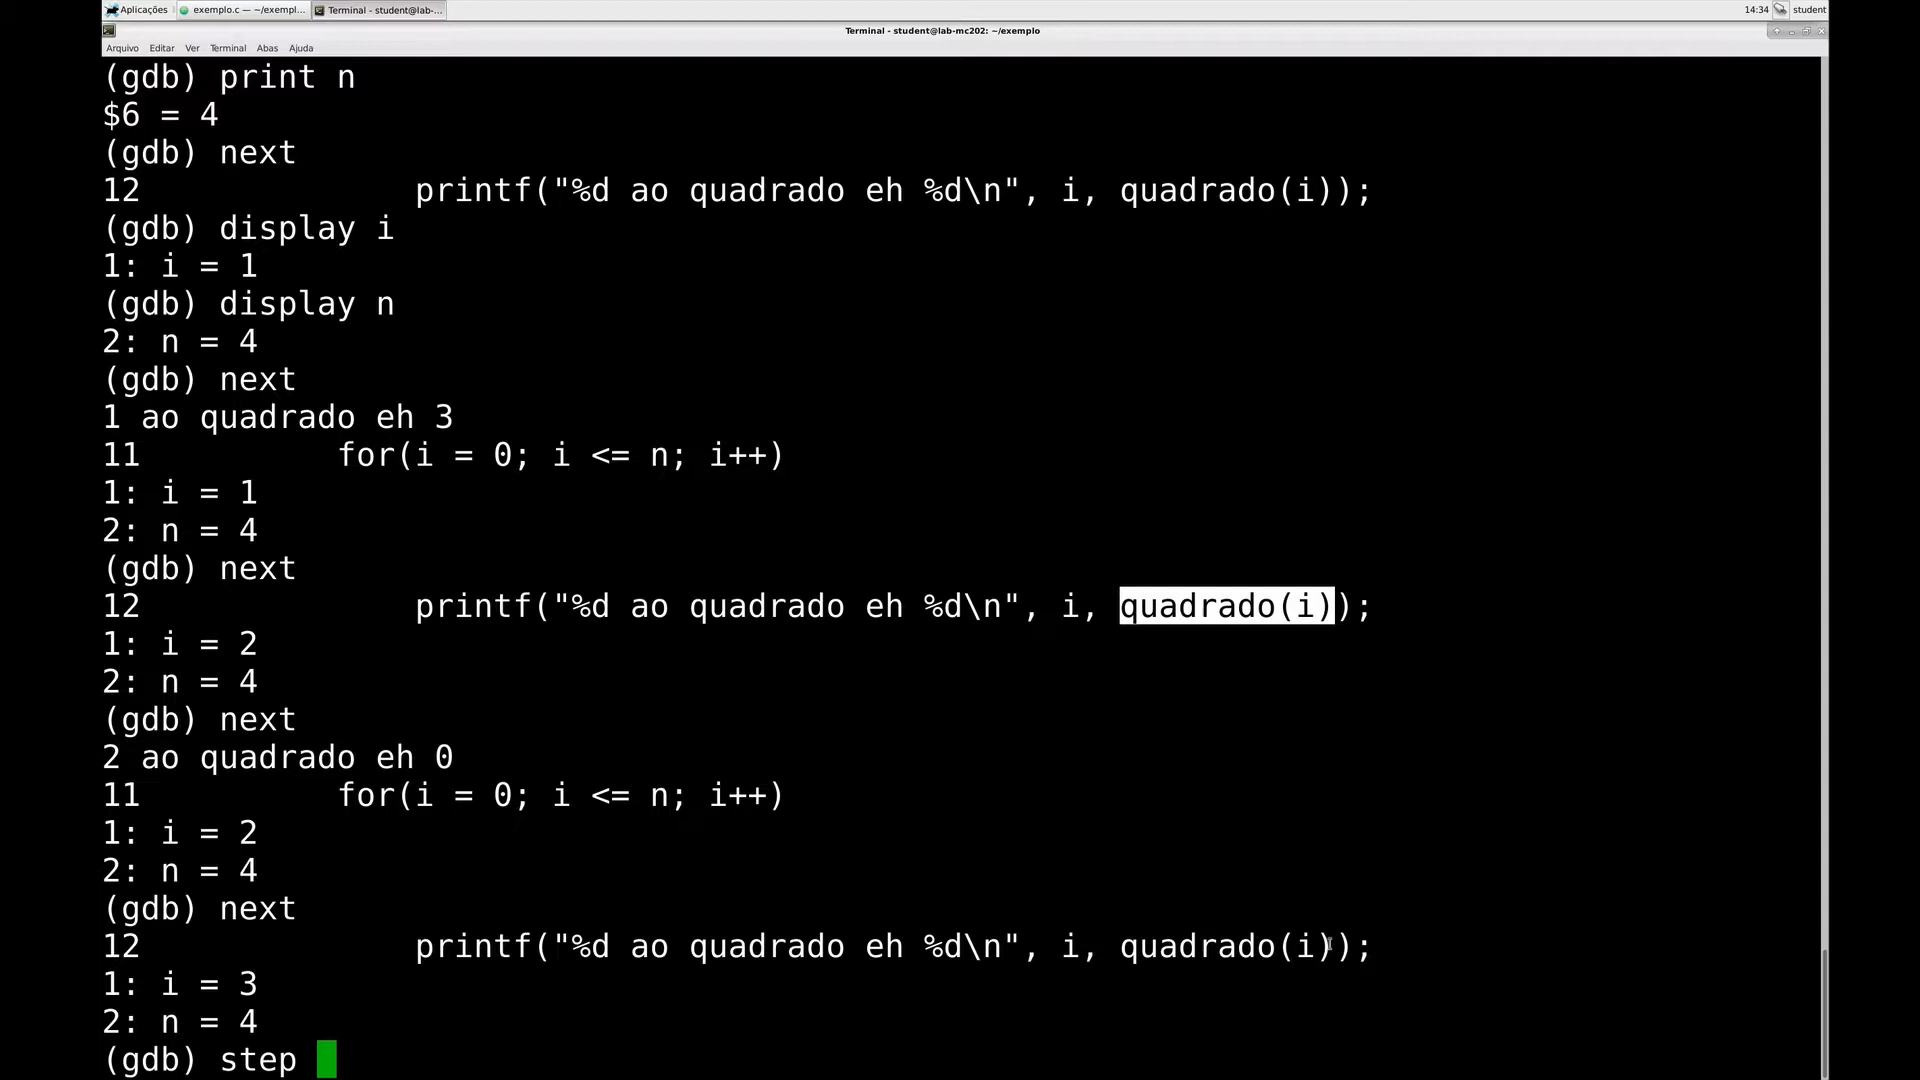 Aplicações exemplo.c — ~/exempl... Terminal - student@lab-... 14:34 student
Terminal - student@lab-mc202: ~/exemplo
Arquivo Editar Ver Terminal Abas Ajuda
(gdb) print n
$6 = 4
(gdb) next
12 printf("%d ao quadrado eh %d\n", i, quadrado(i));
(gdb) display i
1: i = 1
(gdb) display n
2: n = 4
(gdb) next
1 ao quadrado eh 3
11 for(i = 0; i <= n; i++)
1: i = 1
2: n = 4
(gdb) next
12 printf("%d ao quadrado eh %d\n", i, quadrado(i));
1: i = 2
2: n = 4
(gdb) next
2 ao quadrado eh 0
11 for(i = 0; i <= n; i++)
1: i = 2
2: n = 4
(gdb) next
12 printf("%d ao quadrado eh %d\n", i, quadrado(i));
1: i = 3
2: n = 4
(gdb) step